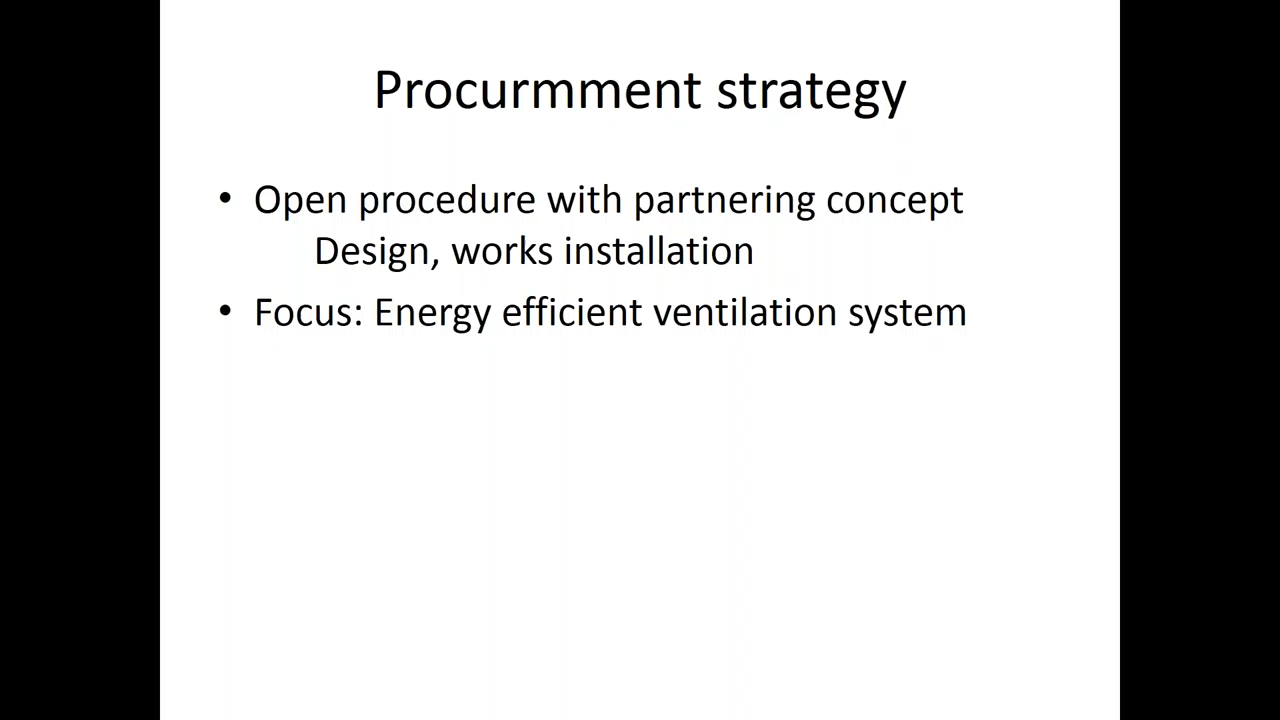 Procurmment strategy
• Open procedure with partnering concept
Design, works installation
• Focus: Energy efficient ventilation system